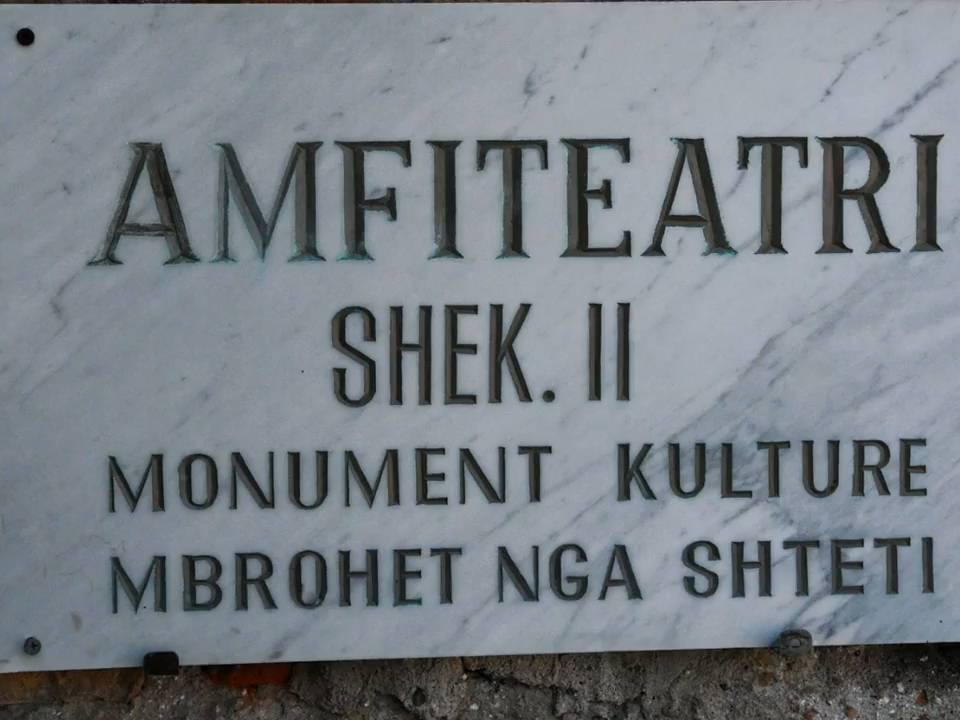 AMFITEATRI
SHEK. II
MONUMENT KULTURE
MBROHET NGA SHTETI